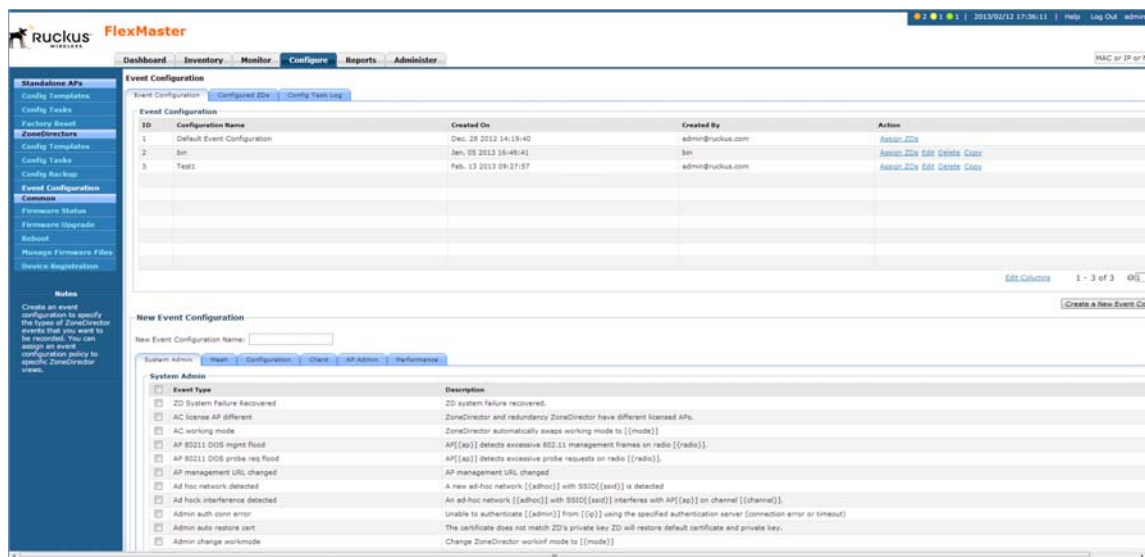 2 1 1 | 2013/02/12 17:36:11 | Help Log Out admin
Ruckus WIRELESS FlexMaster
Dashboard Inventory Monitor Configure Reports Administer
MAC or IP or
Standalone APs
Config Templates
Config Tasks
Factory Reset
ZoneDirectors
Config Templates
Config Tasks
Config Backup
Event Configuration
Common
Firmware Status
Firmware Upgrade
Reboot
Manage Firmware Files
Device Registration
Notes
Create an event
configuration to specify
the types of ZoneDirector
events that you want to
be recorded. You can
assign an event
configuration policy to
specific ZoneDirector
views.
Event Configuration
Event Configuration Configured ZDs Config Task Log
Event Configuration
ID Configuration Name Created On Created By Action
1 Default Event Configuration Dec. 28 2012 14:19:40 admin@ruckus.com Assign ZDs
2 bin Jan. 05 2013 16:46:41 bin Assign ZDs Edit Delete Copy
3 Test1 Feb. 13 2013 09:27:57 admin@ruckus.com Assign ZDs Edit Delete Copy
Edit Columns 1 - 3 of 3 1
Create a New Event Co
New Event Configuration
New Event Configuration Name:
System Admin Mesh Configuration Client AP Admin Performance
System Admin
Event Type Description
ZD System Failure Recovered ZD system failure recovered.
AC license AP different ZoneDirector and redundancy ZoneDirector have different licensed APs.
AC working mode ZoneDirector automatically swaps working mode to [{mode}]
AP 80211 DOS mgmt flood AP[{ap}] detects excessive 802.11 management frames on radio [{radio}].
AP 80211 DOS probe req flood AP[{ap}] detects excessive probe requests on radio [{radio}].
AP management URL changed AP management URL changed
Ad hoc network detected A new ad-hoc network [{adhoc}] with SSID[{ssid}] is detected
Ad hock interference detected An ad-hoc network [{adhoc}] with SSID[{ssid}] interferes with AP[{ap}] on channel [{channel}].
Admin auth conn error Unable to authenticate [{admin}] from [{ip}] using the specified authentication server (connection error or timeout)
Admin auto restore cert The certificate does not match ZD's private key ZD will restore default certificate and private key.
Admin change workmode Change ZoneDirector workinf mode to [{mode}]